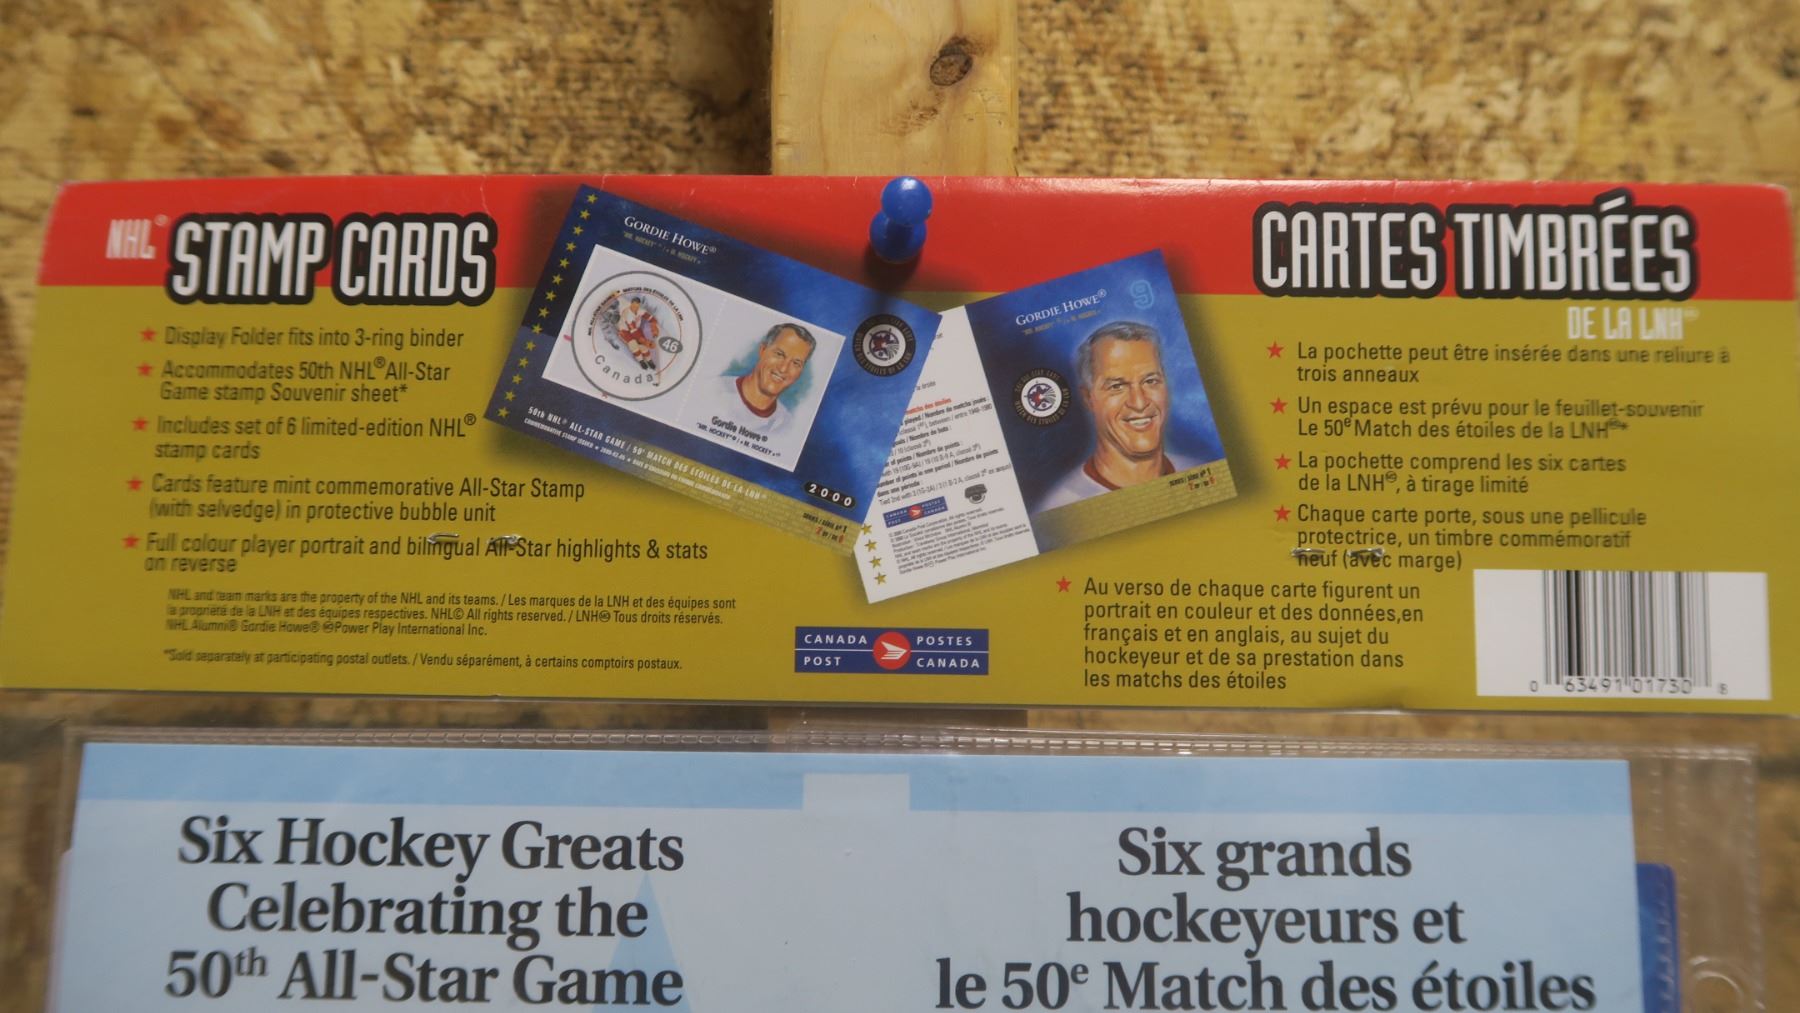 NHL® STAMP CARDS
★ Display Folder fits into 3-ring binder
★ Accommodates 50th NHL® All-Star
Game stamp Souvenir sheet*
★ Includes set of 6 limited-edition NHL®
stamp cards
★ Cards feature mint commemorative All-Star Stamp
(with selvedge) in protective bubble unit
★ Full colour player portrait and bilingual All-Star highlights & stats
on reverse
NHL and team marks are the property of the NHL and its teams. / Les marques de la LNH et des équipes sont
la propriété de la LNH et des équipes respectives. NHL© All rights reserved. / LNH Tous droits réservés.
NHL Alumni® Gordie Howe® Power Play International Inc.
*Sold separately at participating postal outlets. / Vendu séparément, à certains comptoirs postaux.
GORDIE HOWE®
46
Canada
Gordie Howe®
50th NHL® ALL-STAR GAME / 50e MATCH DES ÉTOILES DE LA LNH
2000
GORDIE HOWE®
9
CANADA POSTES
POST CANADA
CARTES TIMBRÉES
DE LA LNH
★ La pochette peut être insérée dans une reliure à
trois anneaux
★ Un espace est prévu pour le feuillet-souvenir
Le 50e Match des étoiles de la LNH*
★ La pochette comprend les six cartes
de la LNH, à tirage limité
★ Chaque carte porte, sous une pellicule
protectrice, un timbre commémoratif
neuf (avec marge)
★ Au verso de chaque carte figurent un
portrait en couleur et des données,en
français et en anglais, au sujet du
hockeyeur et de sa prestation dans
les matchs des étoiles
0 63491 01730 8
Six Hockey Greats
Celebrating the
50th All-Star Game
Six grands
hockeyeurs et
le 50e Match des étoiles